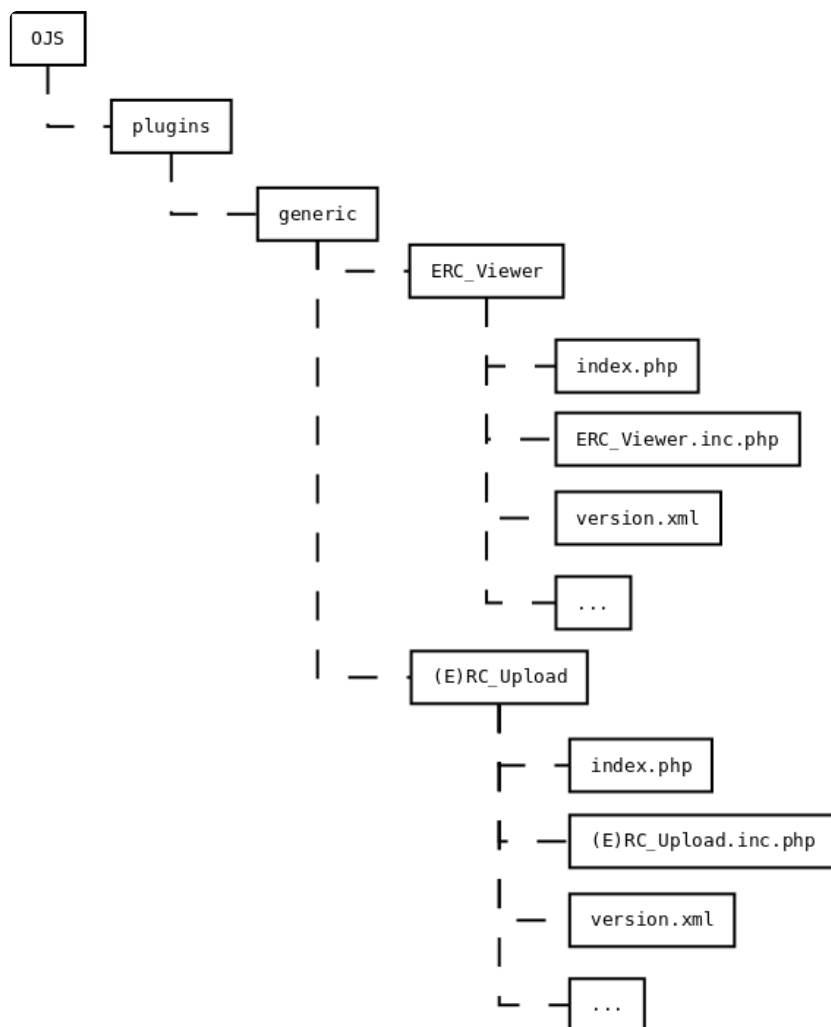 OJS
plugins
generic
ERC_Viewer
index.php
ERC_Viewer.inc.php
version.xml
...
(E)RC_Upload
index.php
(E)RC_Upload.inc.php
version.xml
...